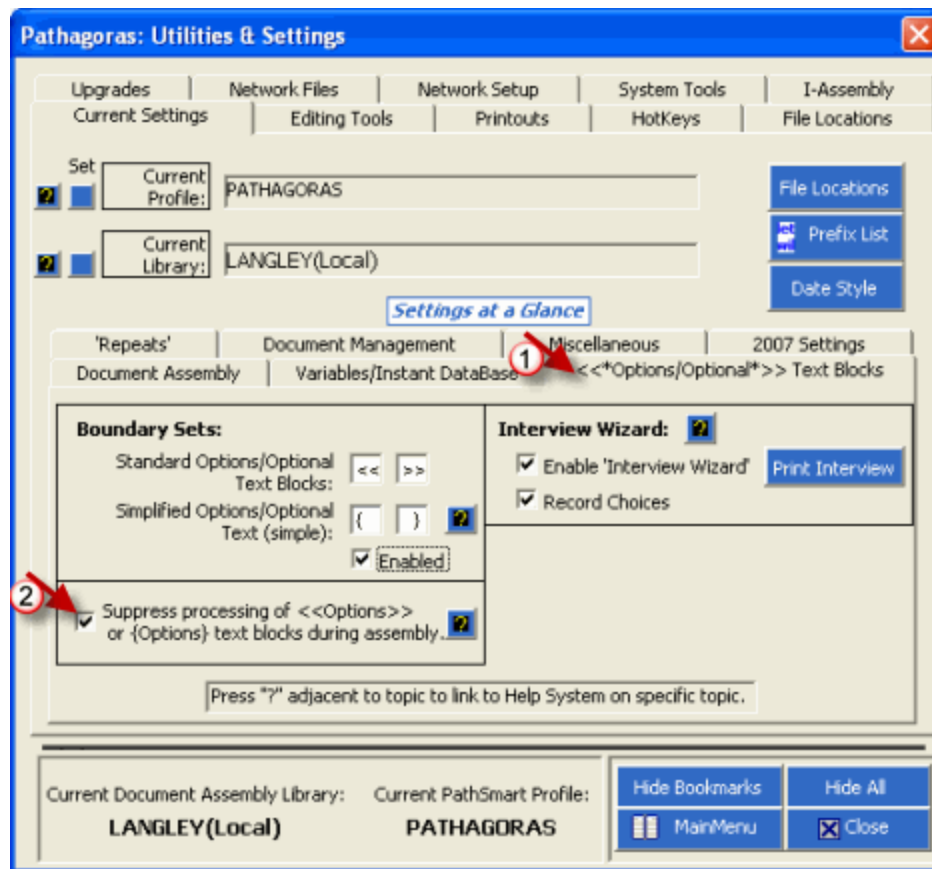 Pathagoras: Utilities & Settings
Upgrades Network Files Network Setup System Tools I-Assembly
Current Settings Editing Tools Printouts HotKeys File Locations
Set
Current
Profile:
PATHAGORAS
File Locations
Prefix List
Current
Library:
LANGLEY(Local)
Date Style
Settings at a Glance
'Repeats' Document Management Miscellaneous 2007 Settings
1
Document Assembly Variables/Instant DataBase <<*Options/Optional*>> Text Blocks
Boundary Sets:
Standard Options/Optional
Text Blocks:
<< >>
Simplified Options/Optional
Text (simple):
{ } ?
Enabled
Interview Wizard: ?
Enable 'Interview Wizard'
Print Interview
Record Choices
2
Suppress processing of <<Options>>
or {Options} text blocks during assembly.. ?
Press "?" adjacent to topic to link to Help System on specific topic.
Current Document Assembly Library: Current PathSmart Profile:
LANGLEY(Local) PATHAGORAS
Hide Bookmarks Hide All
MainMenu Close